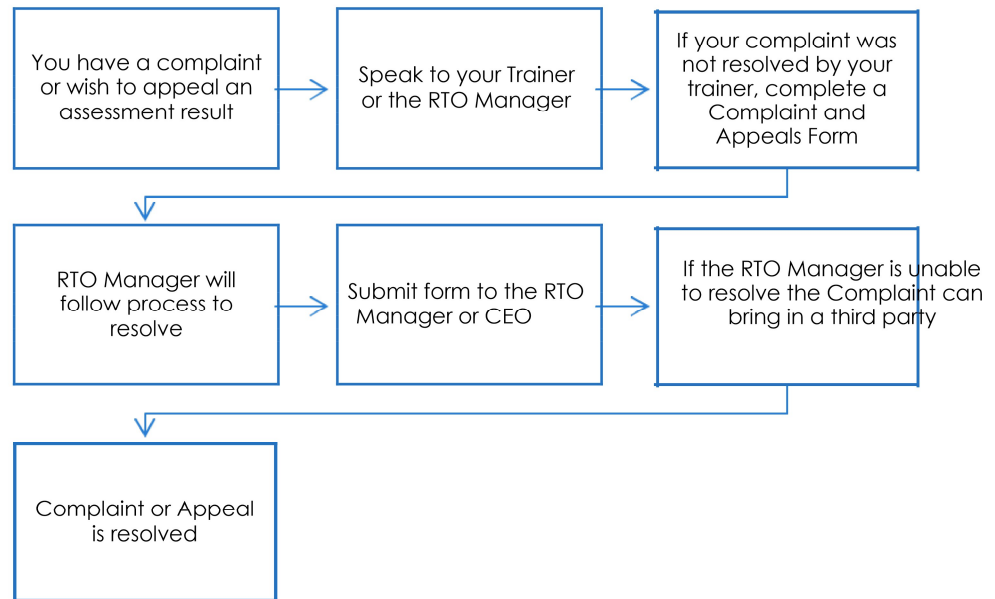 You have a complaint
or wish to appeal an
assessment result
Speak to your Trainer
or the RTO Manager
If your complaint was
not resolved by your
trainer, complete a
Complaint and
Appeals Form
RTO Manager will
follow process to
resolve
Submit form to the RTO
Manager or CEO
If the RTO Manager is unable
to resolve the Complaint can
bring in a third party
Complaint or Appeal
is resolved